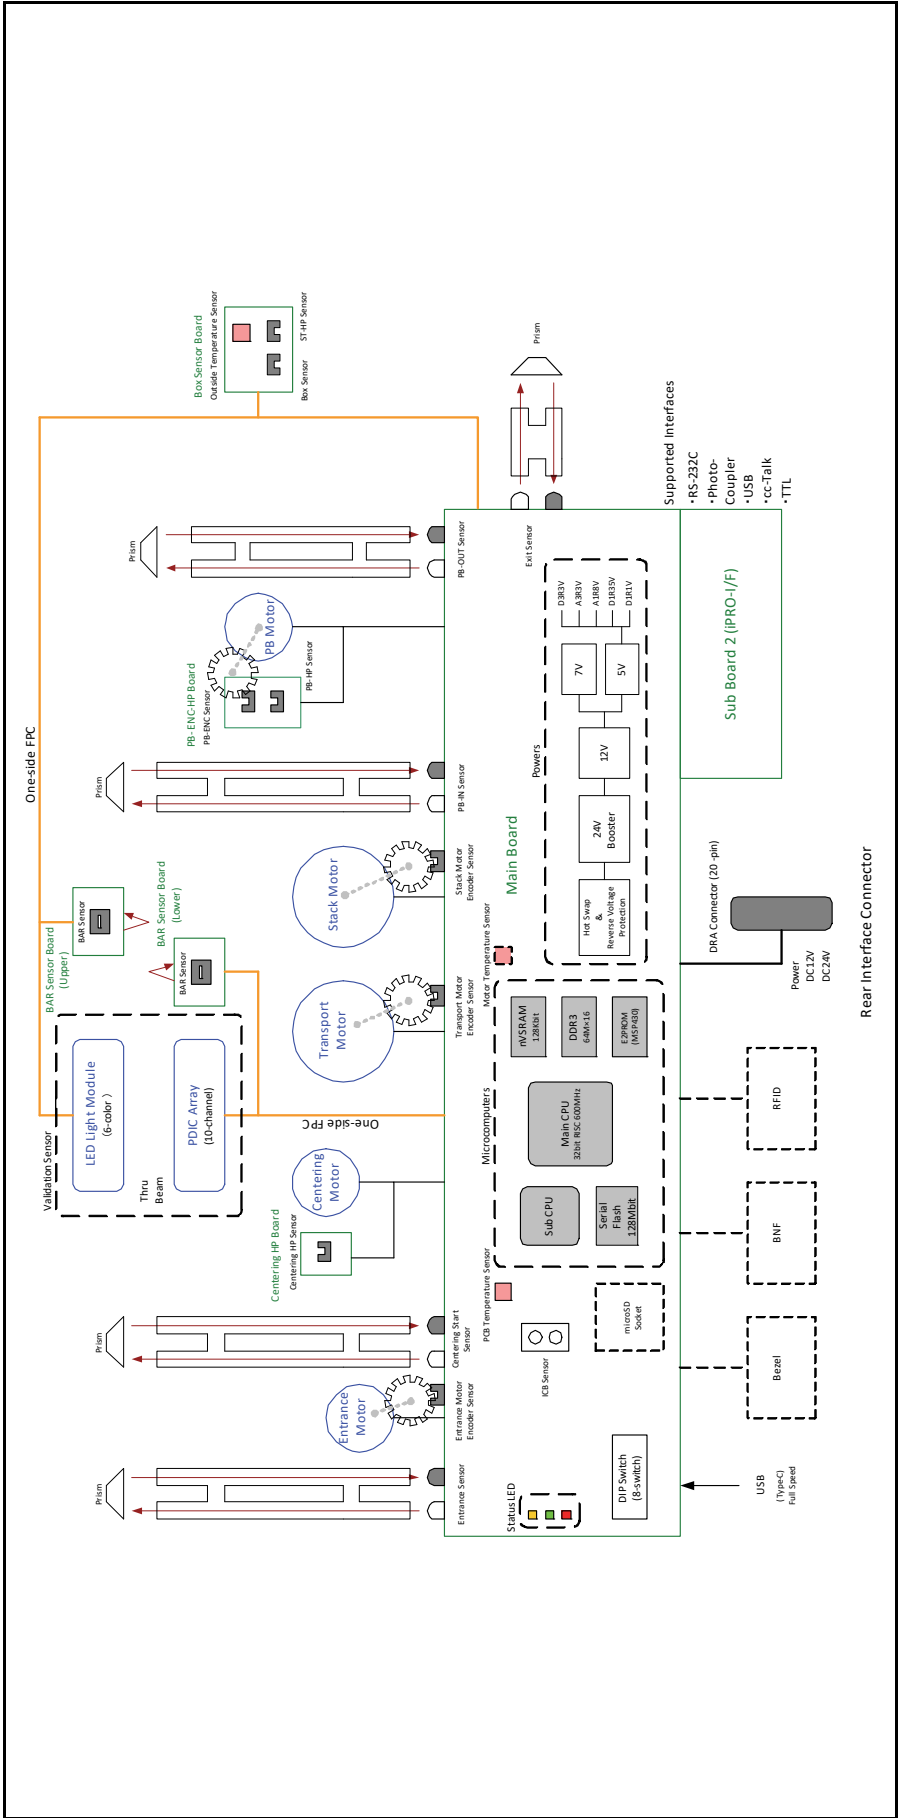 One-side FPC
Validation Sensor
LED Light Module
(6-color )
PDIC Array
(10-channel)
Thru
Beam
BAR Sensor Board
(Upper)
BAR Sensor
BAR Sensor Board
(Lower)
BAR Sensor
One-side FPC
Box Sensor Board
Outside Temperature Sensor
Box Sensor
ST-HP Sensor
Prism
Entrance Sensor
Entrance
Motor
Entrance Motor
Encoder Sensor
Prism
Centering Start
Sensor
Centering HP Board
Centering HP Sensor
Centering
Motor
Transport
Motor
Transport Motor
Encoder Sensor
Stack Motor
Stack Motor
Encoder Sensor
Prism
PB-IN Sensor
PB-ENC-HP Board
PB-ENC Sensor
PB-HP Sensor
PB Motor
Prism
PB-OUT Sensor
Prism
Exit Sensor
Main Board
Status LED
DIP Switch
(8-switch)
ICB Sensor
PCB Temperature Sensor
microSD
Socket
Microcomputers
Sub CPU
Serial
Flash
128Mbit
Main CPU
32bit RISC 600MHz
nVSRAM
128Kbit
DDR3
64M×16
E2PROM
(MSP430)
Motor Temperature Sensor
Powers
Hot Swap
&
Reverse Voltage
Protection
24V
Booster
12V
7V
5V
D3R3V
A3R3V
A1R8V
D1R35V
D1R1V
Supported Interfaces
・RS-232C
・Photo-
Coupler
・USB
・cc-Talk
・TTL
Sub Board 2 (iPRO-I/F)
USB
(Type-C)
Full Speed
Bezel
BNF
RFID
DRA Connector (20 -pin)
Power
DC12V
DC24V
Rear Interface Connector